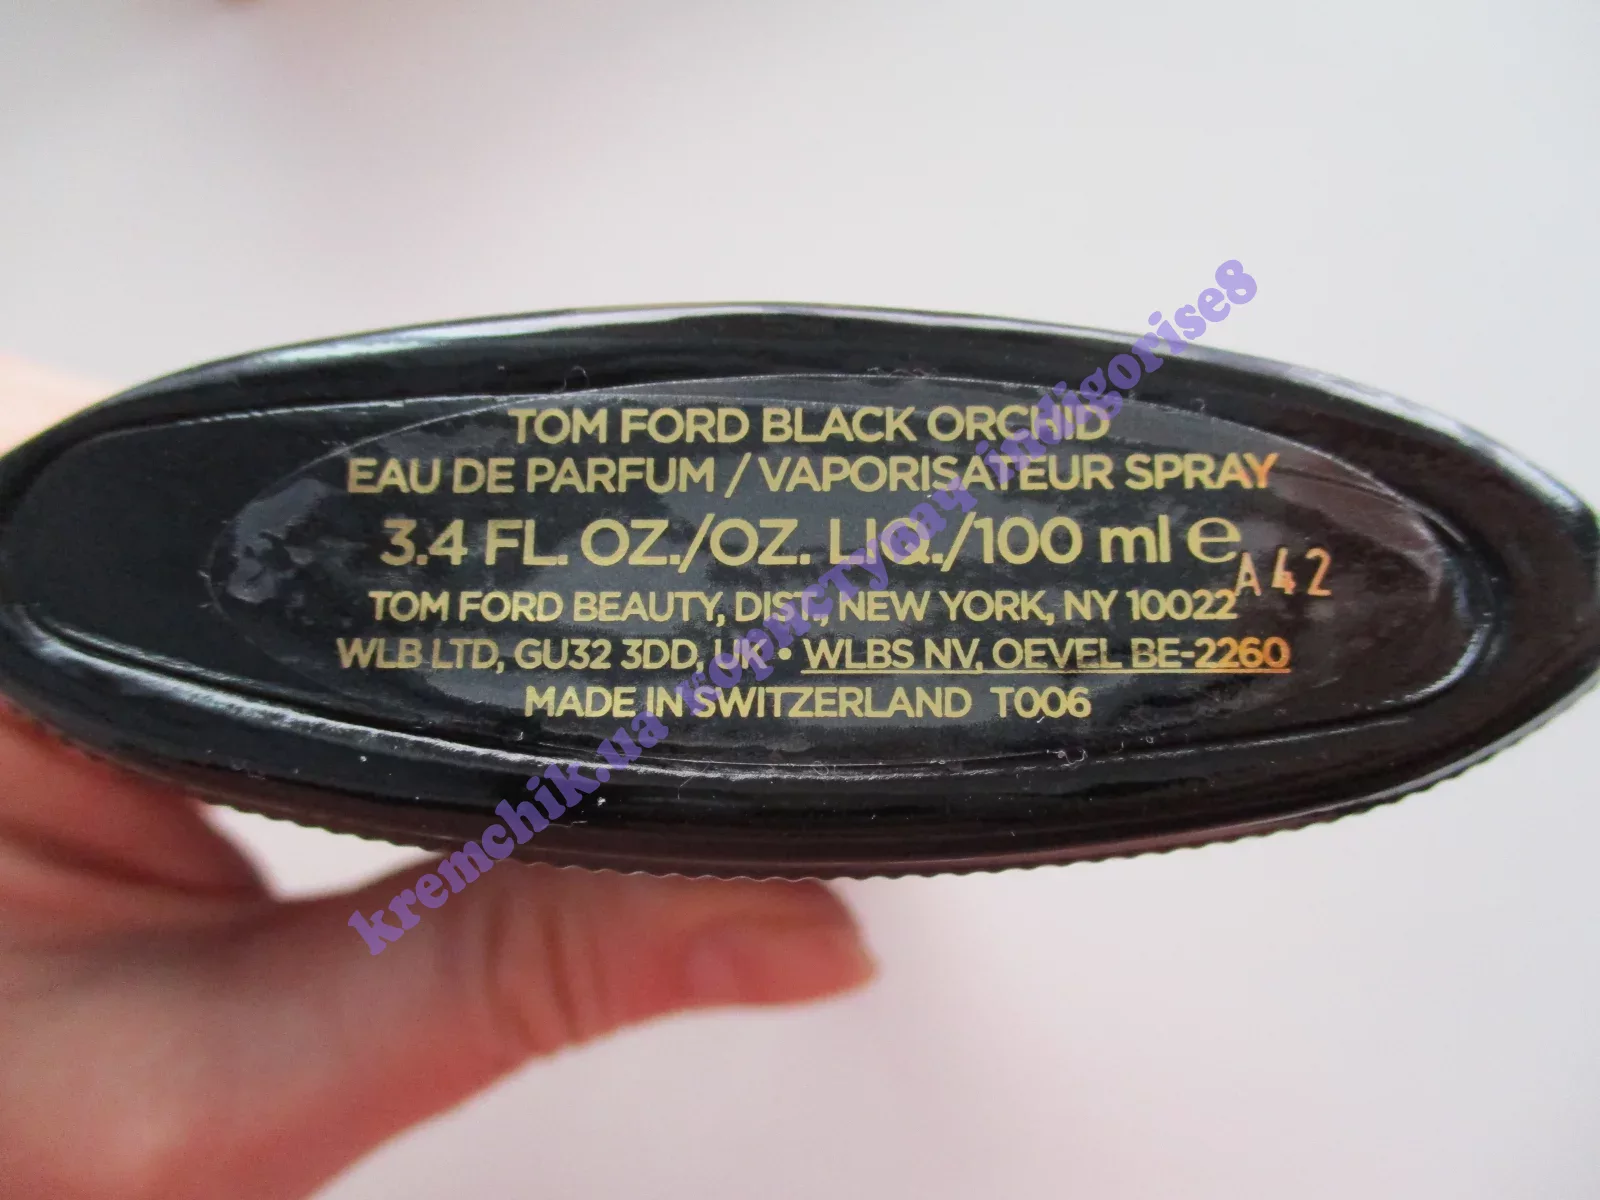 TOM FORD BLACK ORCHID
EAU DE PARFUM / VAPORISATEUR SPRAY
3.4 FL. OZ./OZ. LIQ./100 ml e
A42
TOM FORD BEAUTY, DIST, NEW YORK, NY 10022
WLB LTD, GU32 3DD, UK • WLBS NV, OEVEL BE-2260
MADE IN SWITZERLAND T006
kremchik.ua користувач indigorise8